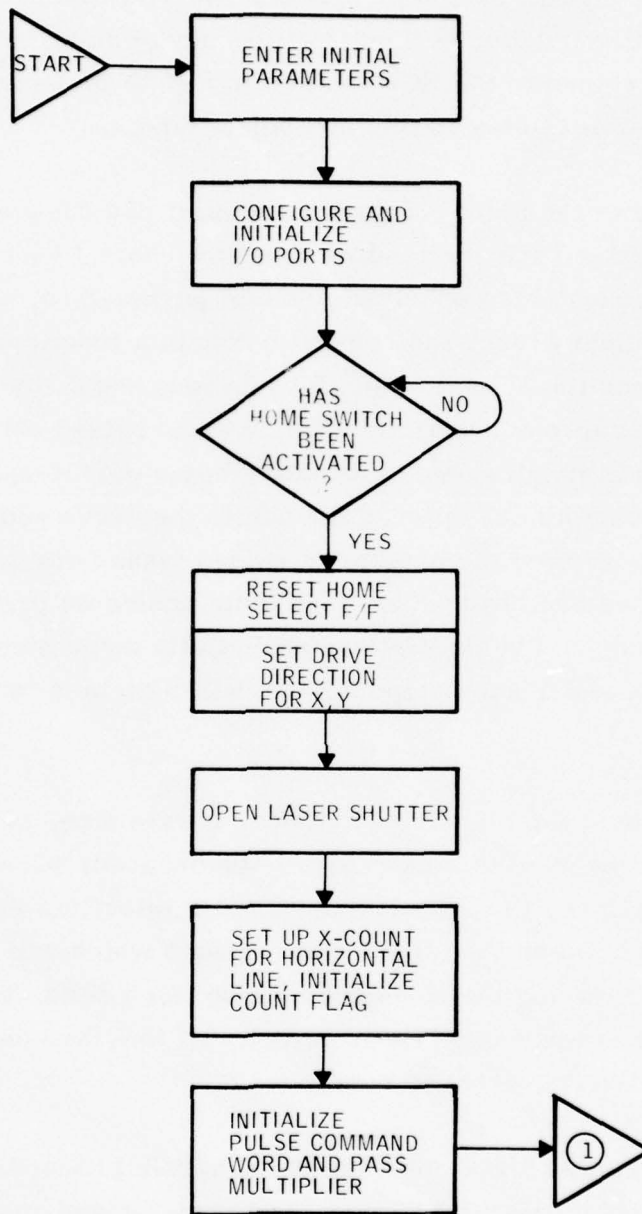 START
ENTER INITIAL
PARAMETERS
CONFIGURE AND
INITIALIZE
I/O PORTS
HAS
HOME SWITCH
BEEN
ACTIVATED
?
NO
YES
RESET HOME
SELECT F/F
SET DRIVE
DIRECTION
FOR X,Y
OPEN LASER SHUTTER
SET UP X-COUNT
FOR HORIZONTAL
LINE, INITIALIZE
COUNT FLAG
INITIALIZE
PULSE COMMAND
WORD AND PASS
MULTIPLIER
1